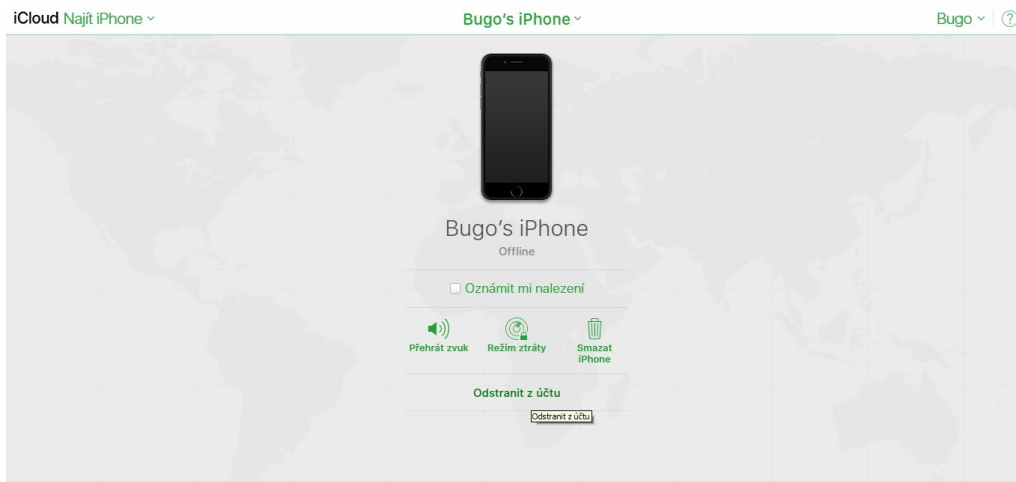 iCloud Najít iPhone
Bugo’s iPhone
Bugo
?
Bugo’s iPhone
Offline
Oznámit mi nalezení
Přehrát zvuk
Režim ztráty
Smazat
iPhone
Odstranit z účtu
Odstranit z účtu